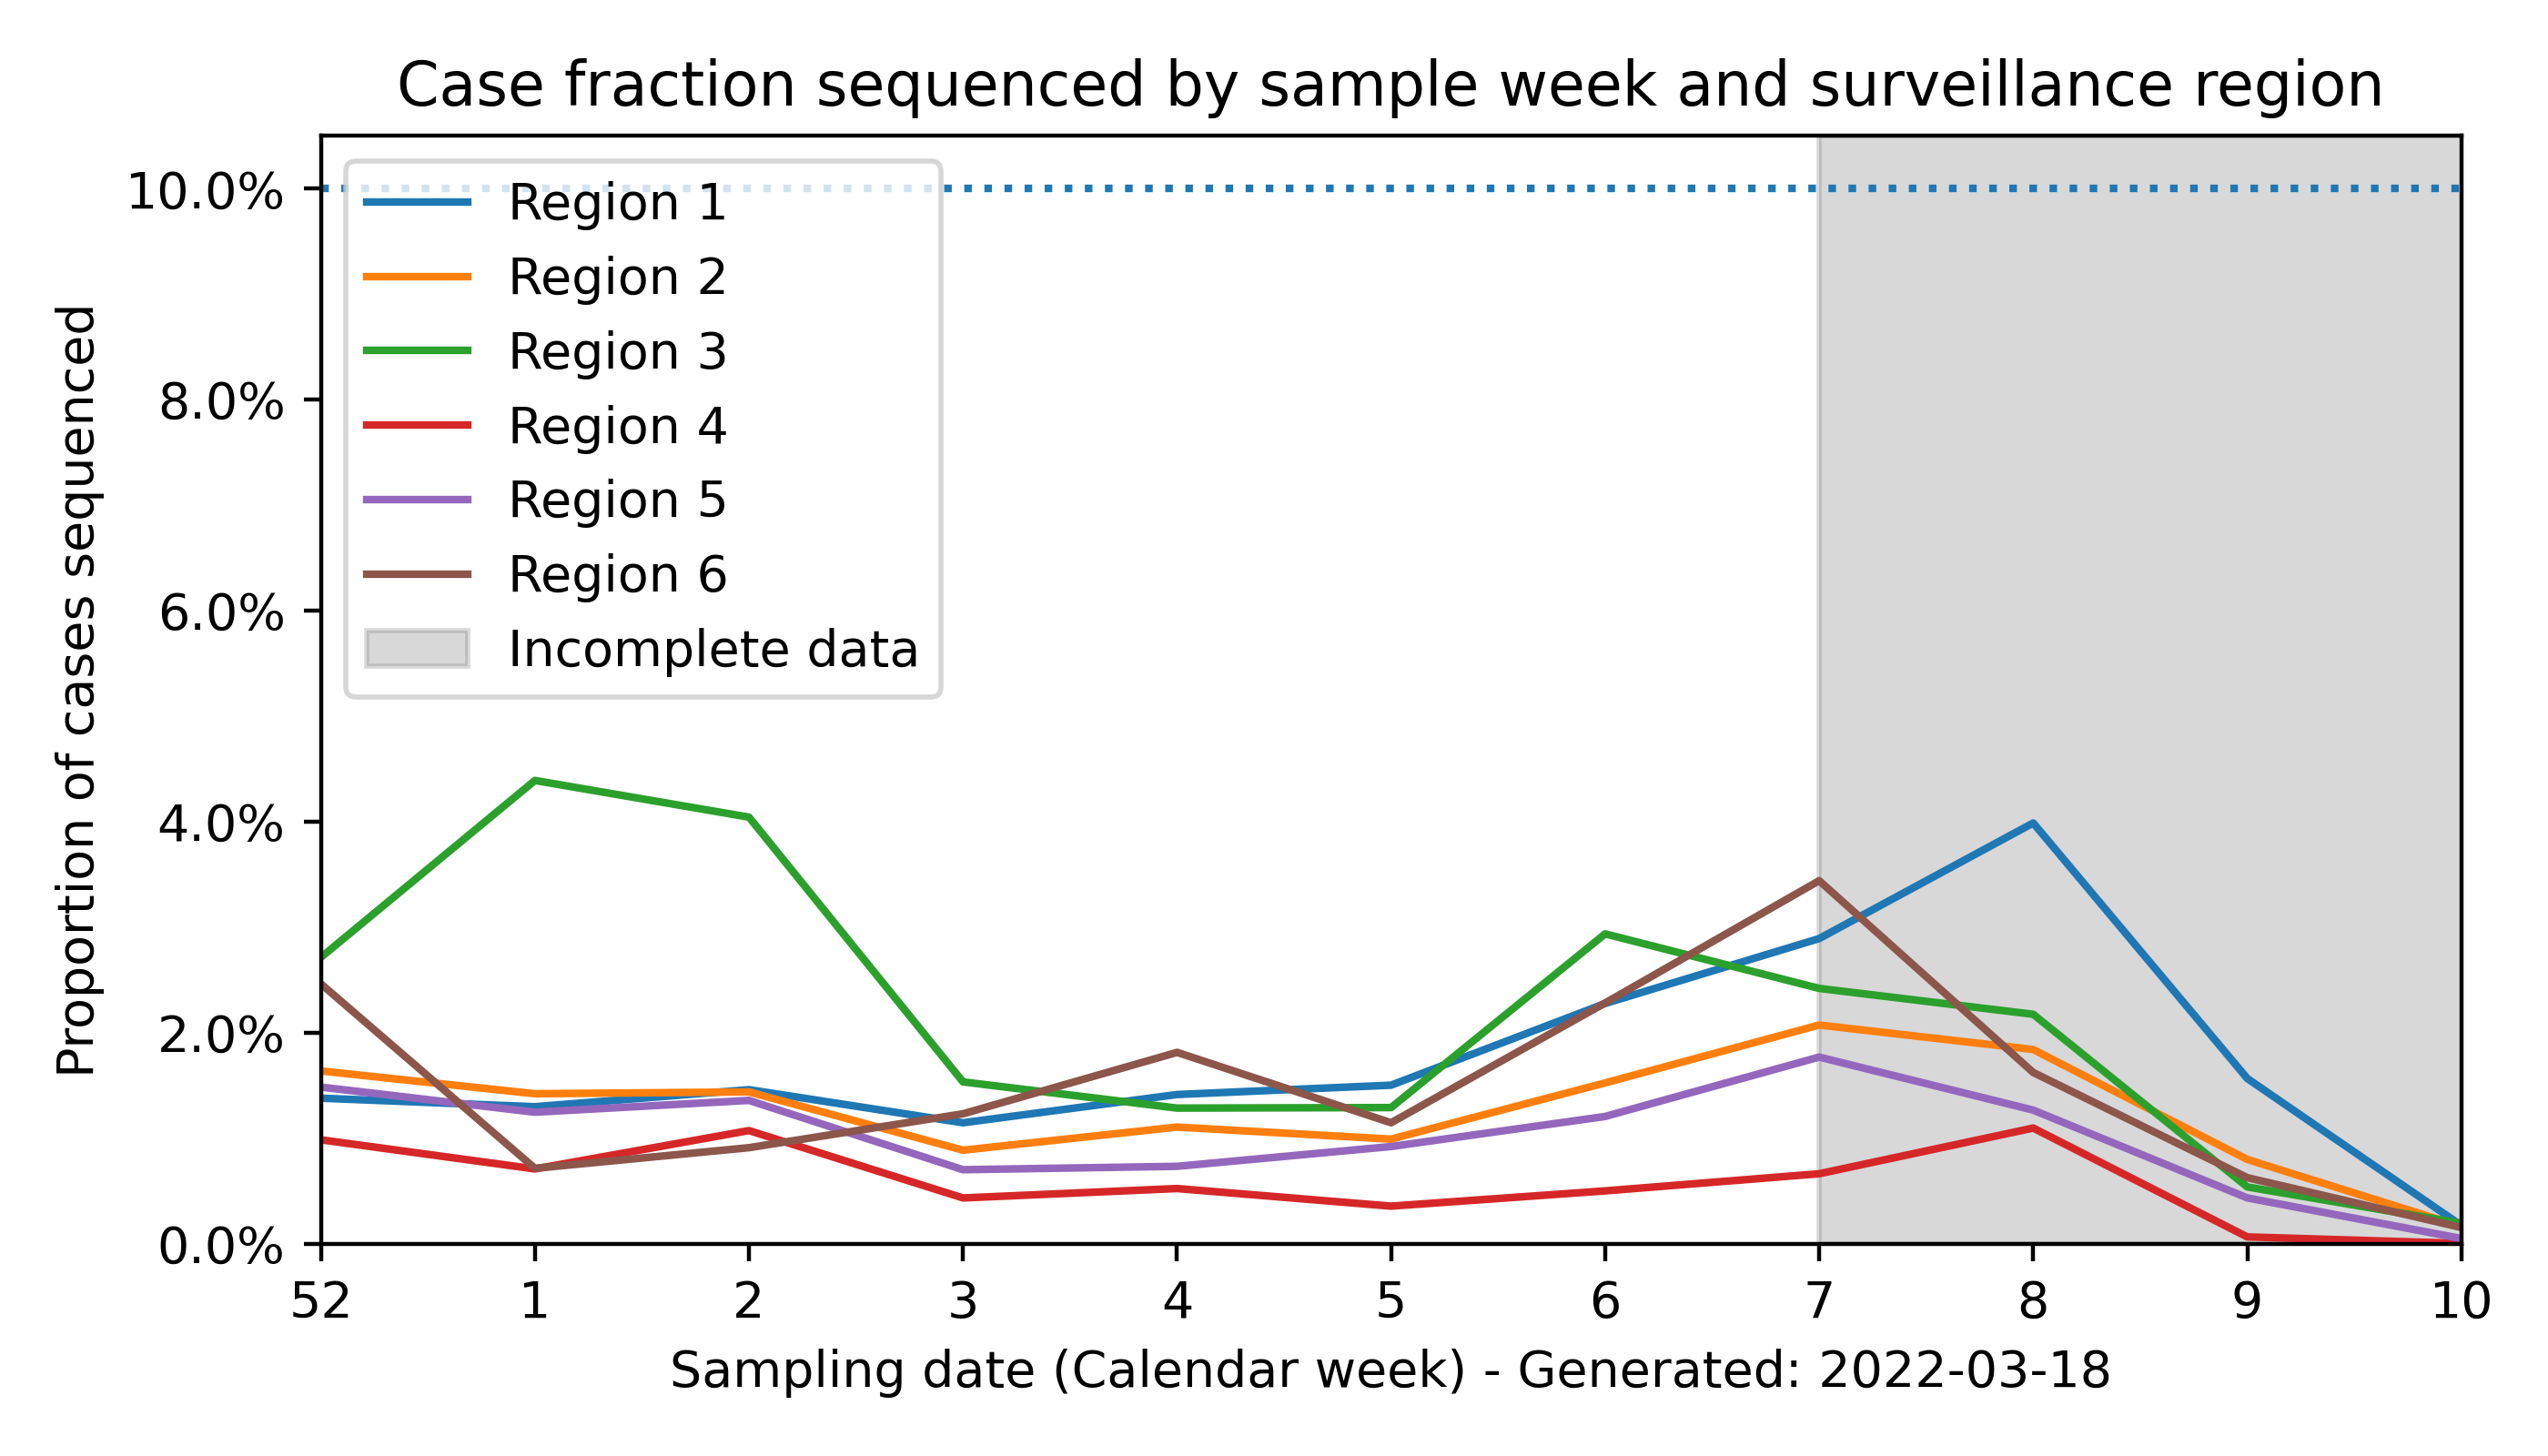 Case fraction sequenced by sample week and surveillance region
Proportion of cases sequenced
10.0%
8.0%
6.0%
4.0%
2.0%
0.0%
Region 1
Region 2
Region 3
Region 4
Region 5
Region 6
Incomplete data
52 1 2 3 4 5 6 7 8 9 10
Sampling date (Calendar week) - Generated: 2022-03-18